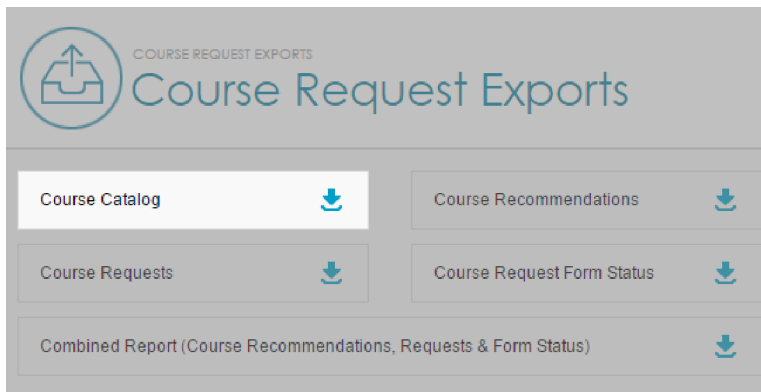 COURSE REQUEST EXPORTS
Course Request Exports
Course Catalog
Course Recommendations
Course Requests
Course Request Form Status
Combined Report (Course Recommendations, Requests & Form Status)